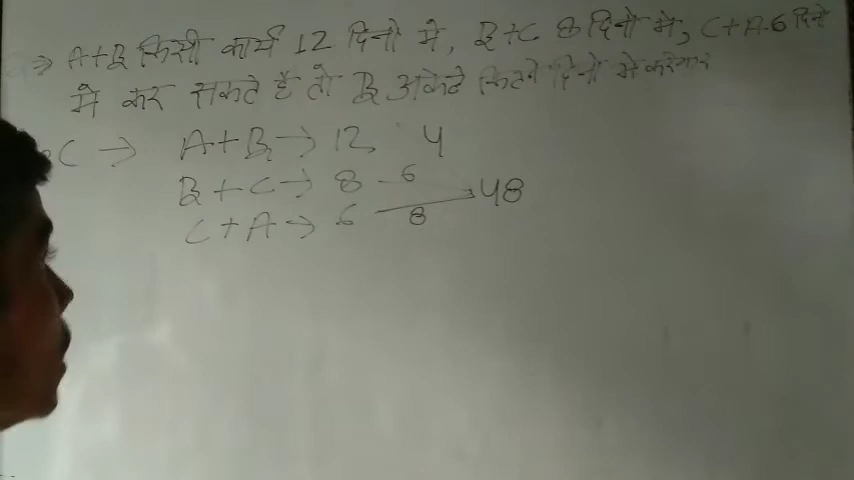 ⇒ A+B किसी कार्य 12 दिनो मे, B+C 8 दिनो मे, C+A 6 दिनो
मे कर सकते हैं तो B अकेले कितने दिनो मे करेगा
C → A+B → 12 4
B + C → 8 6 48
C + A → 6 8